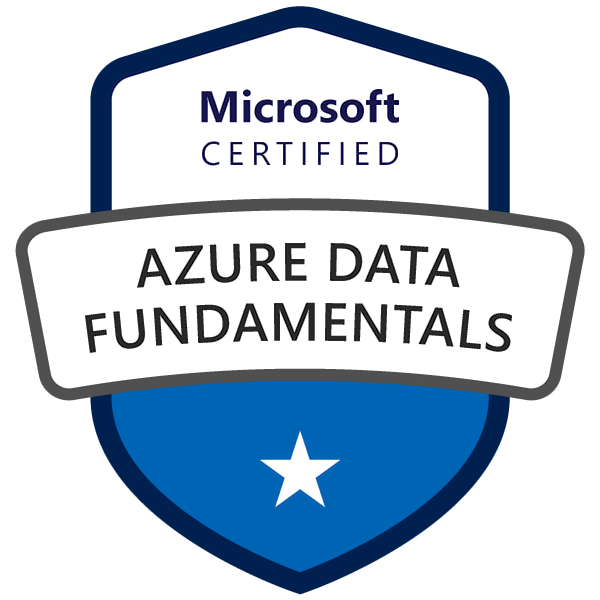 Microsoft
CERTIFIED
AZURE DATA
FUNDAMENTALS